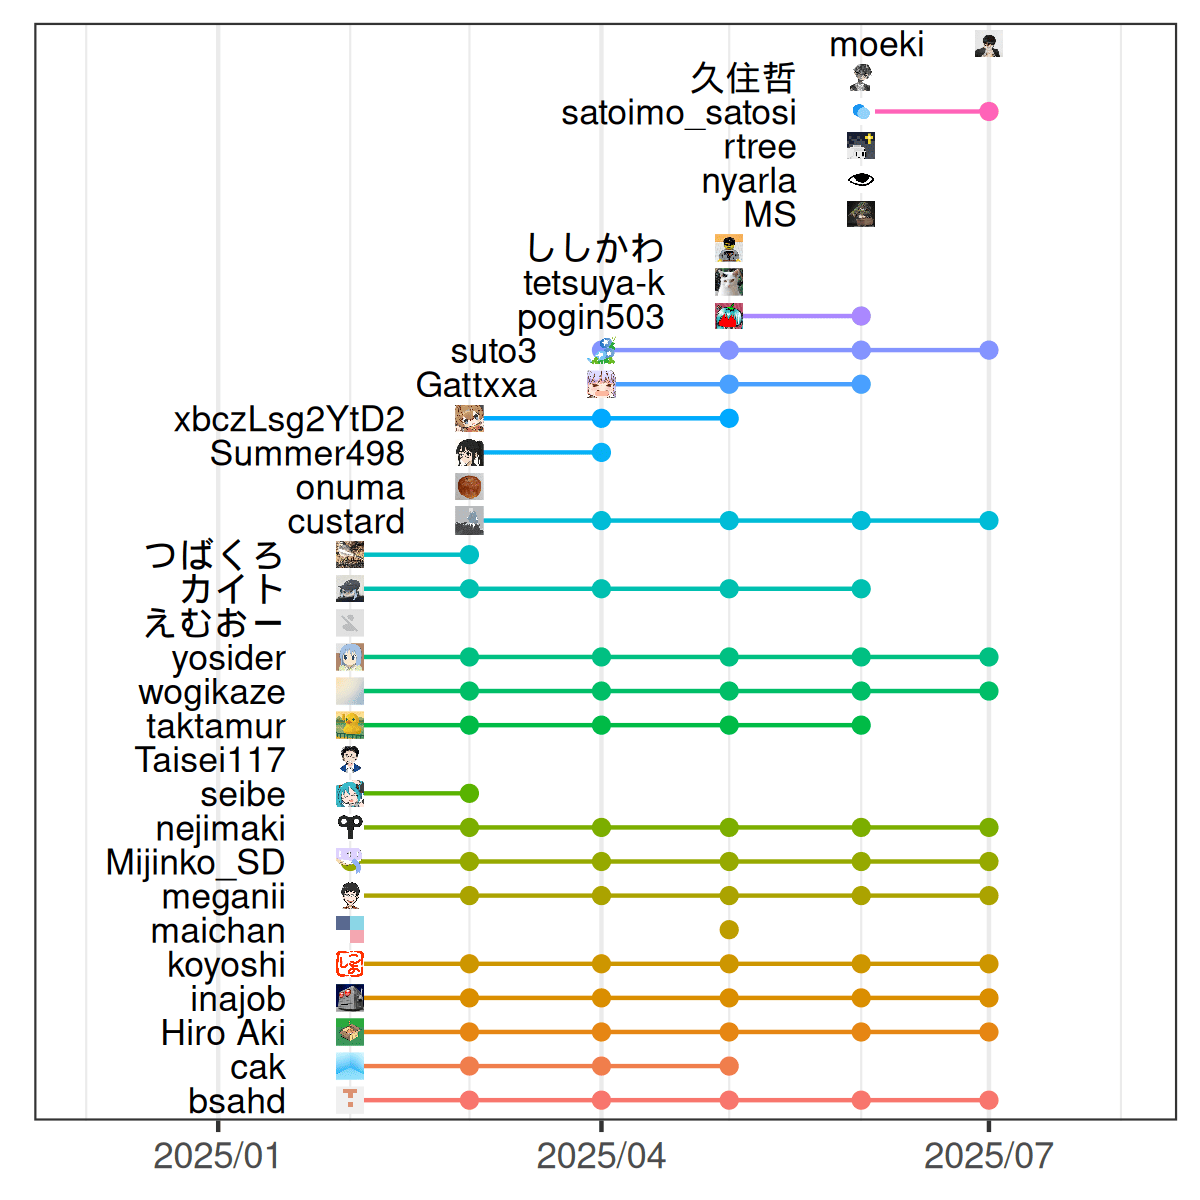 moeki
久住哲
satoimo_satosi
rtree
nyarla
MS
ししかわ
tetsuya-k
pogin503
suto3
Gattxxa
xbczLsg2YtD2
Summer498
onuma
custard
つばくろ
カイト
えむおー
yosider
wogikaze
taktamur
Taisei117
seibe
nejimaki
Mijinko_SD
meganii
maichan
koyoshi
inajob
Hiro Aki
cak
bsahd
2025/01
2025/04
2025/07